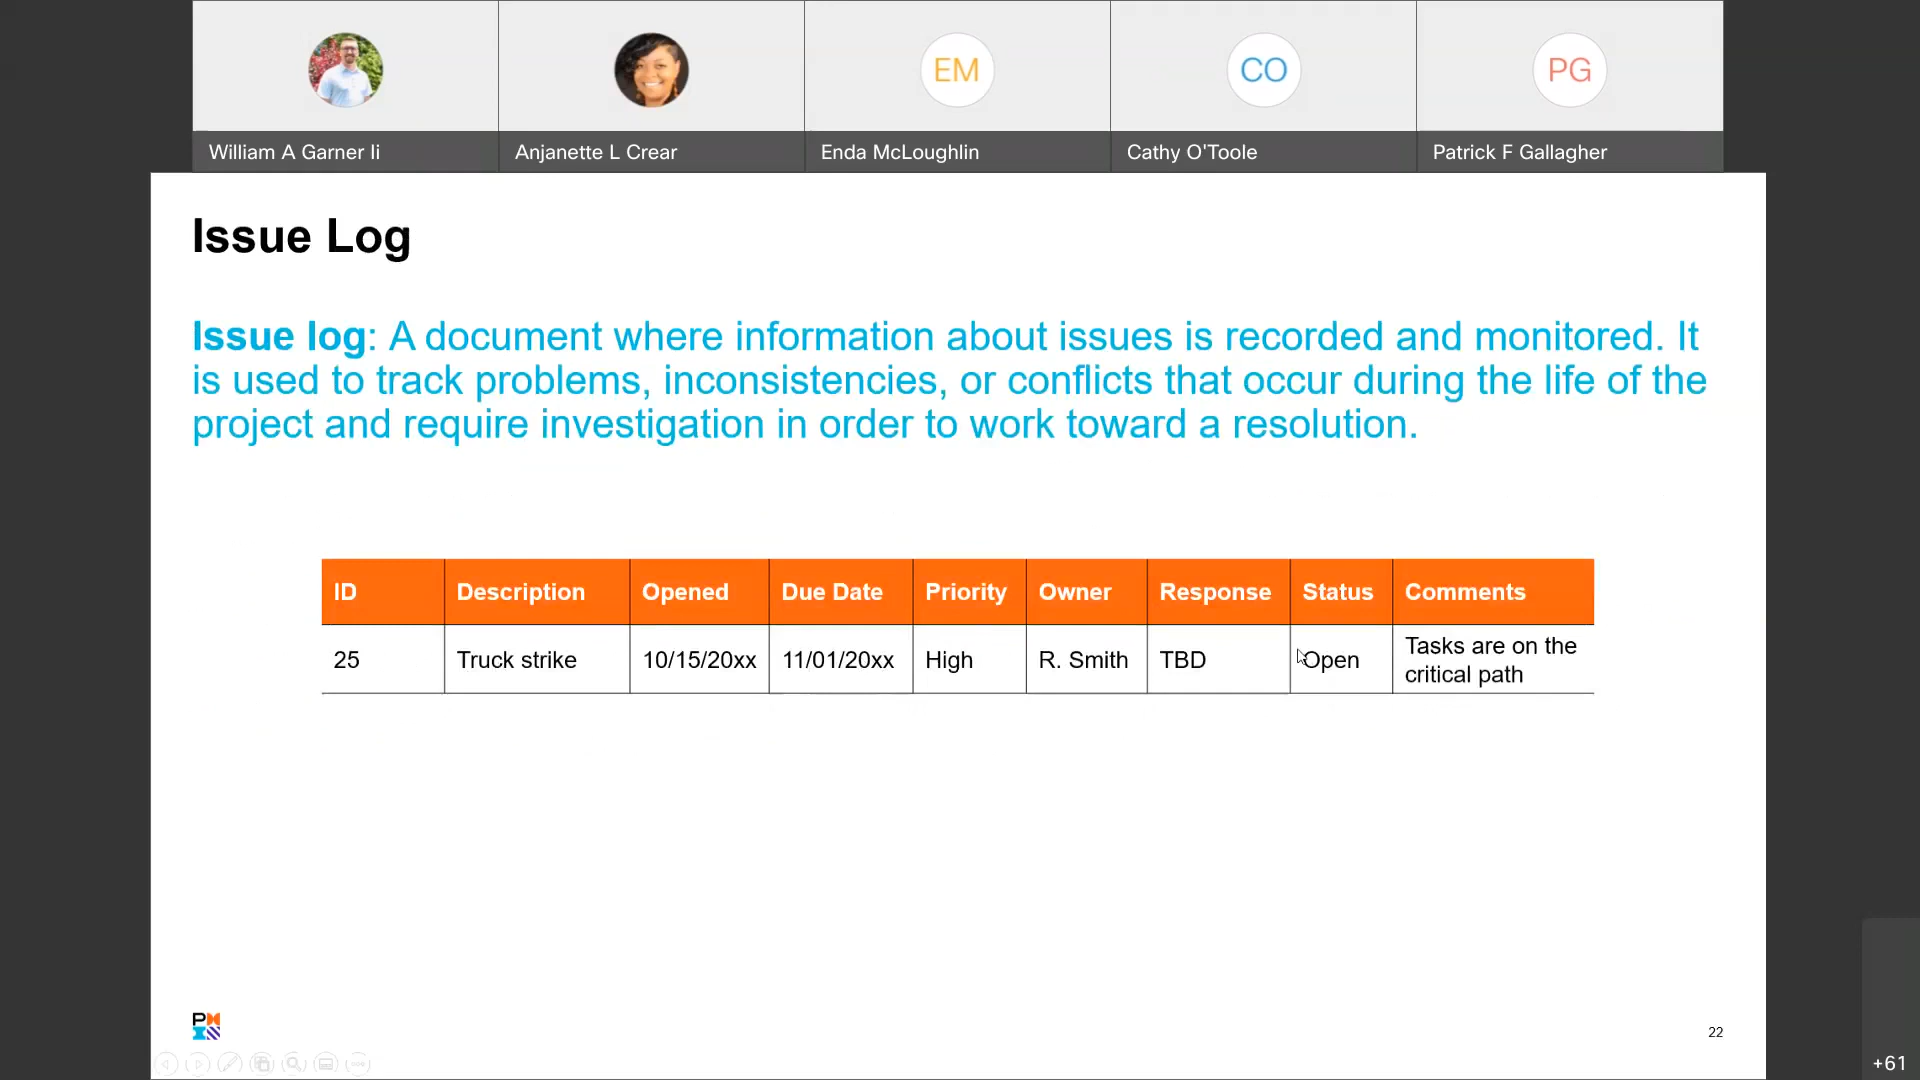 EM
CO
PG
William A Garner Ii
Anjanette L Crear
Enda McLoughlin
Cathy O'Toole
Patrick F Gallagher
Issue Log
Issue log: A document where information about issues is recorded and monitored. It
is used to track problems, inconsistencies, or conflicts that occur during the life of the
project and require investigation in order to work toward a resolution.
ID Description Opened Due Date Priority Owner Response Status Comments
25 Truck strike 10/15/20xx 11/01/20xx High R. Smith TBD Open Tasks are on the
critical path
22
+61